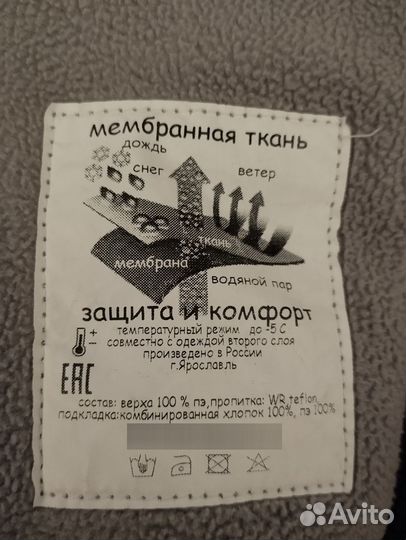 мембранная ткань
дождь
снег
ветер
ткань
мембрана
водяной пар
защита и комфорт
температурный режим до -5 С
совместно с одеждой второго слоя
произведено в России
г.Ярославль
EAC
состав: верха 100 % пэ,пропитка: WR,teflon
подкладка:комбинированная хлопок 100%, пэ 100%
Avito